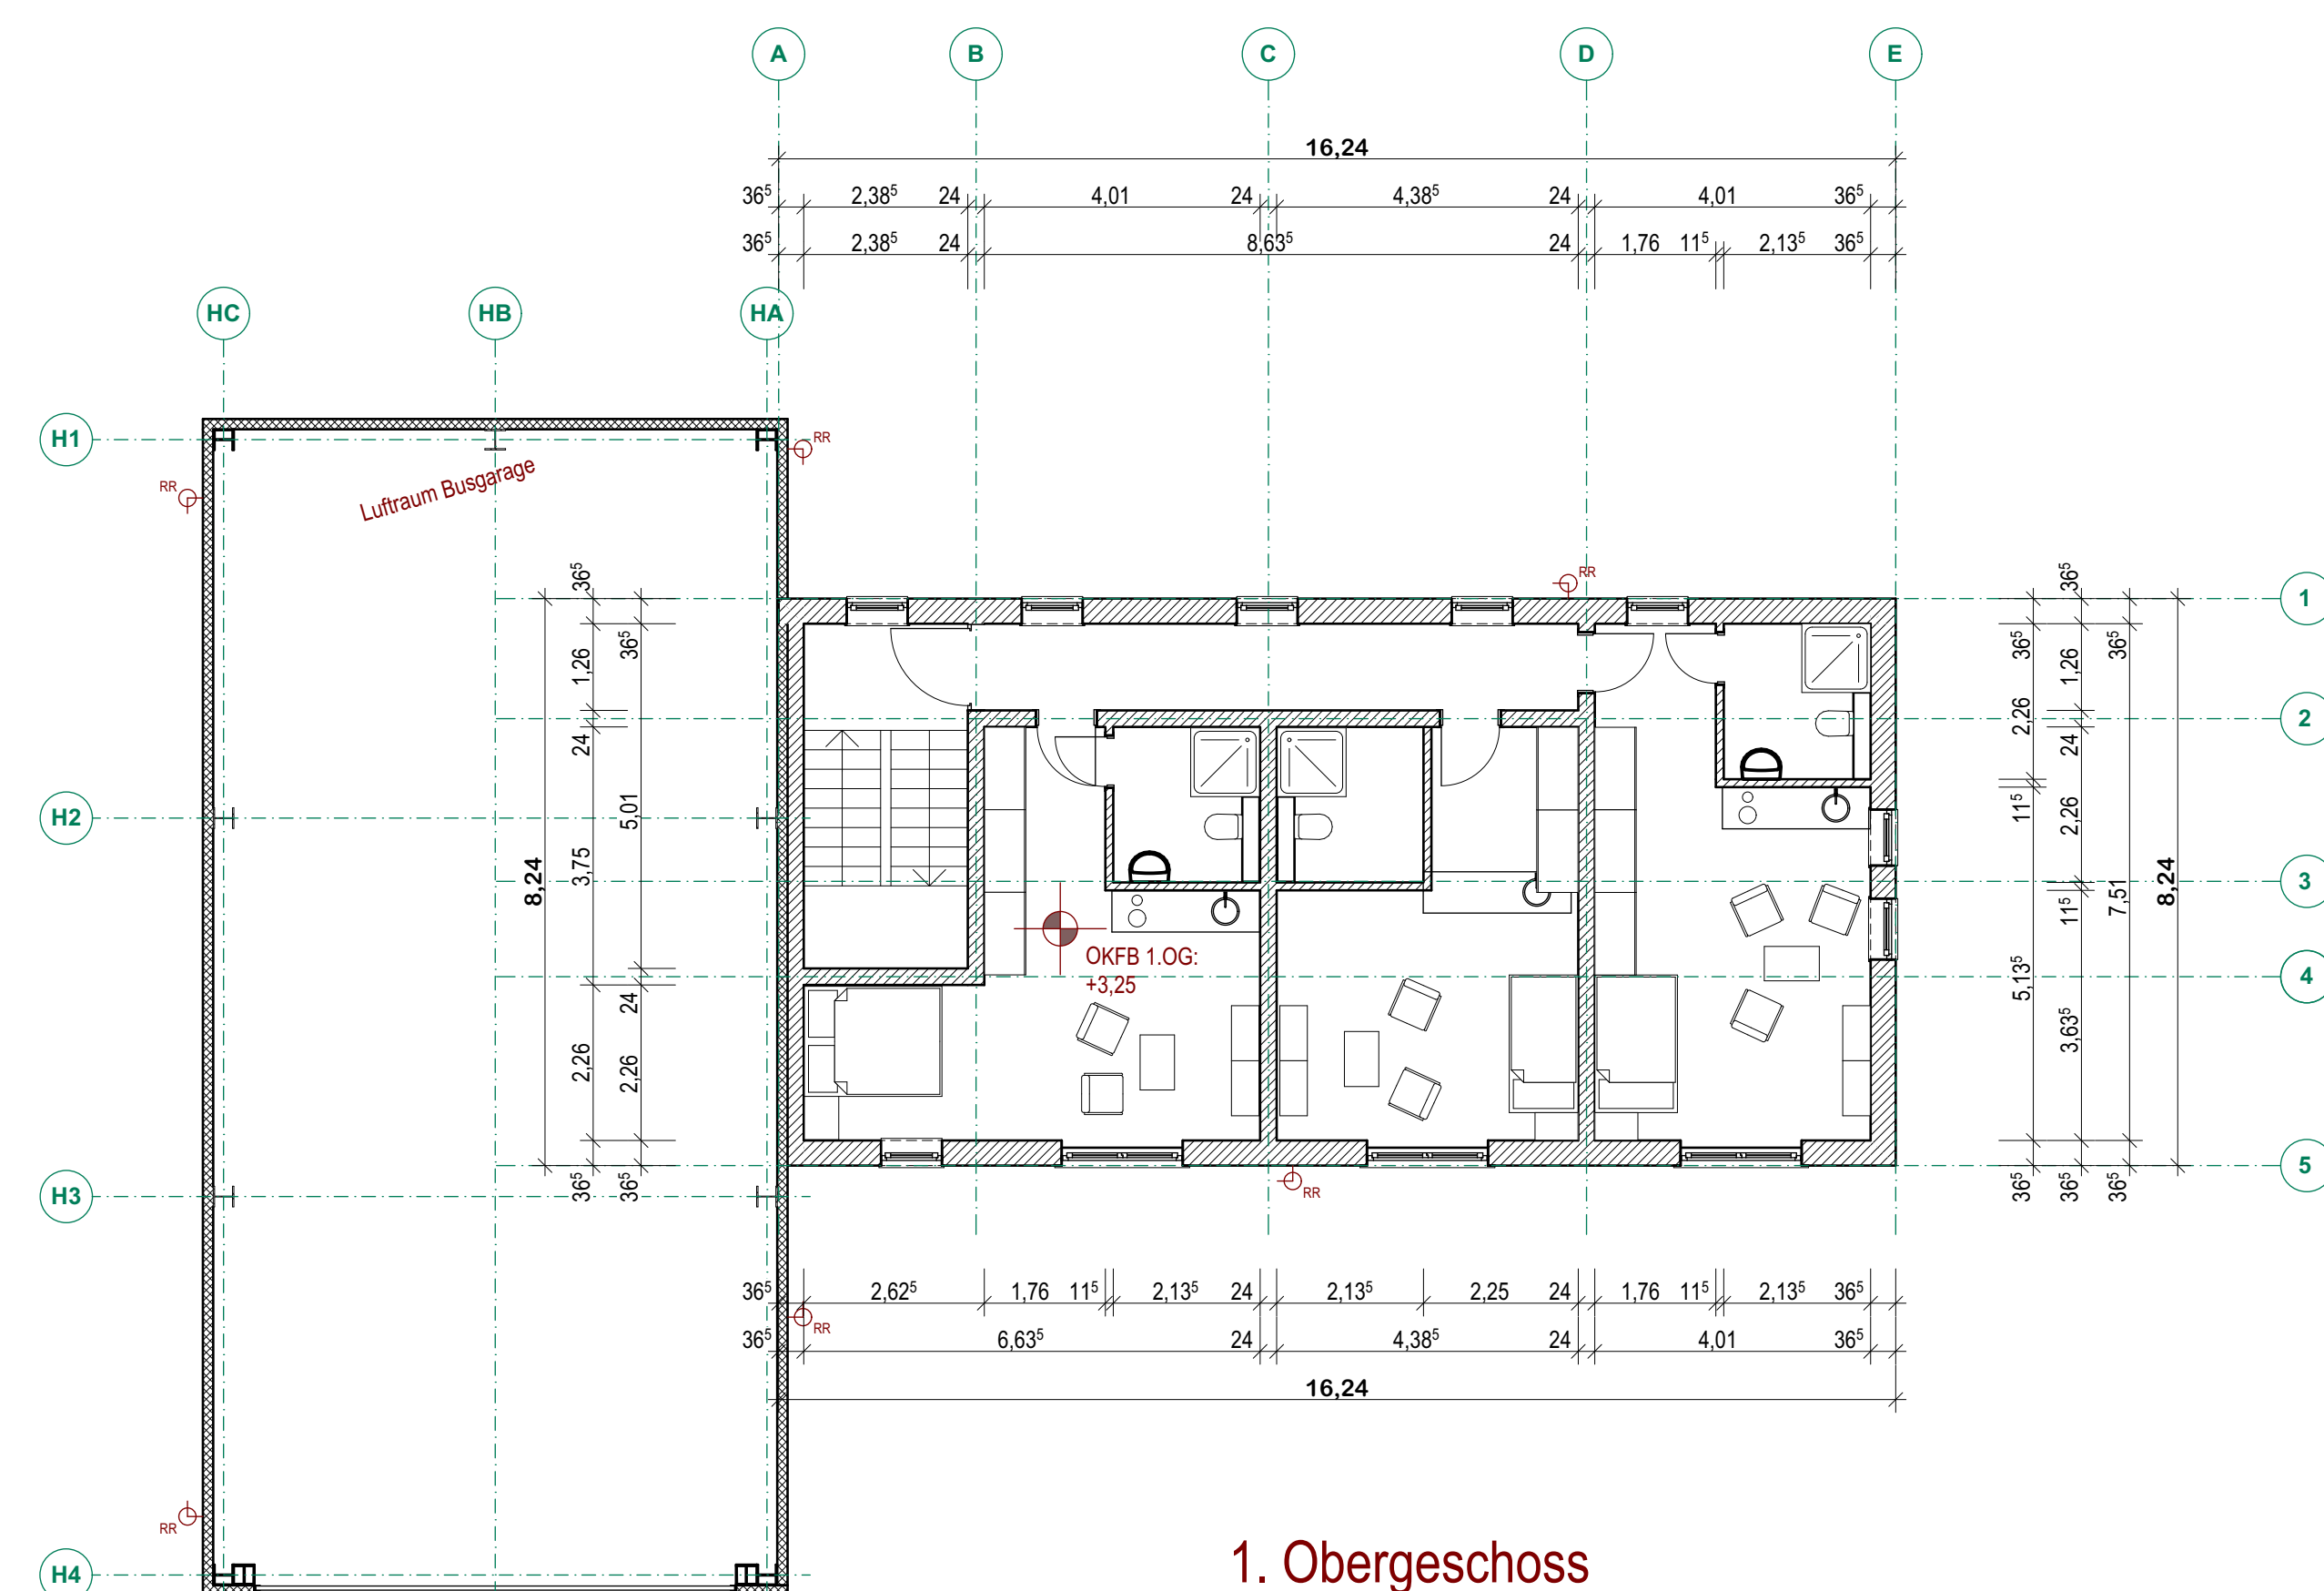 A B C D E
16,24
36⁵ 2,38⁵ 24 4,01 24 4,38⁵ 24 4,01 36⁵
36⁵ 2,38⁵ 24 8,63⁵ 24 1,76 11⁵ 2,13⁵ 36⁵
HC HB HA
H1
RR
RR
Luftraum Busgarage
RR
1
2
3
4
5
H2
H3
8,24
36⁵ 1,26 24 3,75 2,26 36⁵
36⁵ 5,01 24 2,26 36⁵
OKFB 1.OG:
+3,25
36⁵ 2,26 11⁵ 5,13⁵ 36⁵
36⁵ 1,26 24 2,26 11⁵ 3,63⁵ 36⁵
36⁵ 7,51 36⁵
8,24
RR
36⁵ 2,62⁵ 1,76 11⁵ 2,13⁵ 24 2,13⁵ 2,25 24 1,76 11⁵ 2,13⁵ 36⁵
RR
36⁵ 6,63⁵ 24 4,38⁵ 24 4,01 36⁵
16,24
RR
H4
1. Obergeschoss